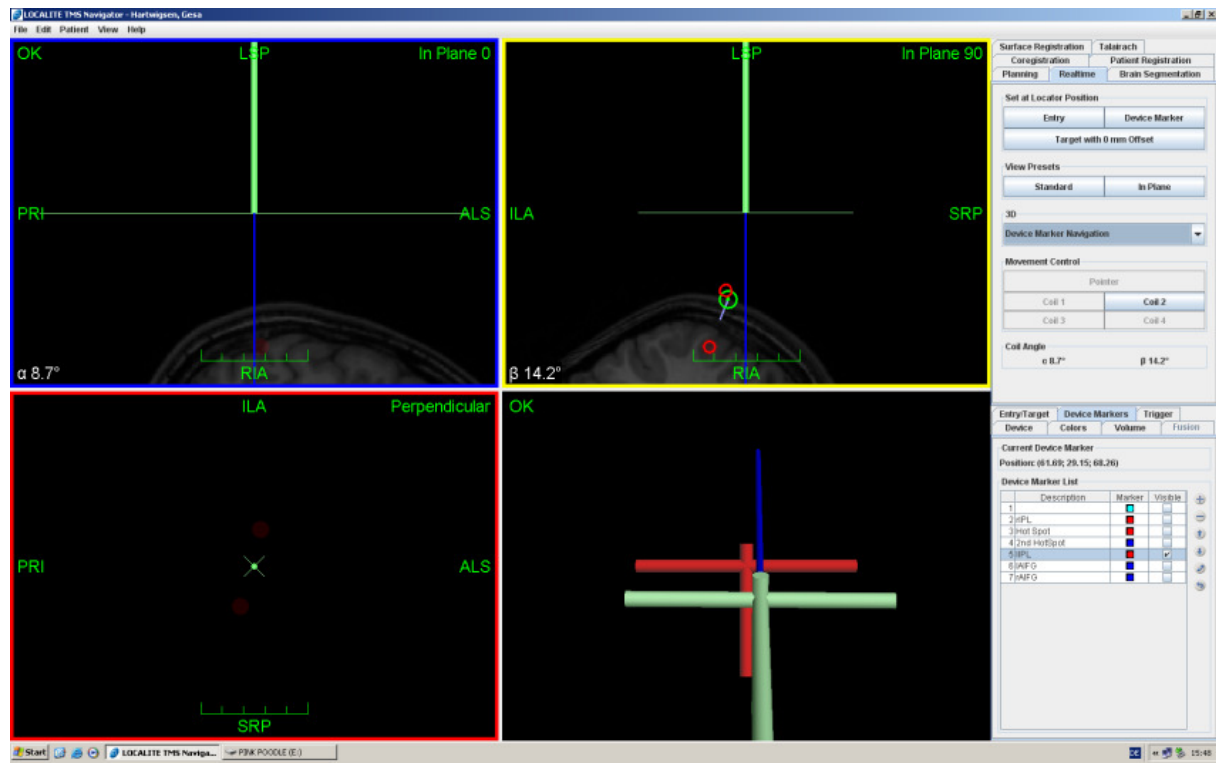 LOCALITE TMS Navigator - Hartwigsen, Gesa
File Edit Patient View Help
OK LSP In Plane 0
PRI ALS
α 8.7° RIA
LSP In Plane 90
ILA SRP
β 14.2° RIA
ILA Perpendicular
PRI ALS
SRP
OK
Surface Registration Talairach
Coregistration Patient Registration
Planning Realtime Brain Segmentation
Set at Locator Position
Entry Device Marker
Target with 0 mm Offset
View Presets
Standard In Plane
3D
Device Marker Navigation
Movement Control
Pointer
Coil 1 Coil 2
Coil 3 Coil 4
Coil Angle
α 8.7° β 14.2°
Entry/Target Device Markers Trigger
Device Colors Volume Fusion
Current Device Marker
Position: (61.69; 29.15; 68.26)
Device Marker List
Description Marker Visible
1
2 rIPL
3 Hot Spot
4 2nd HotSpot
5 lIPL
6 lAIFG
7 rAIFG
Start LOCALITE TMS Naviga... PINK POODLE (E:) DE « 15:48